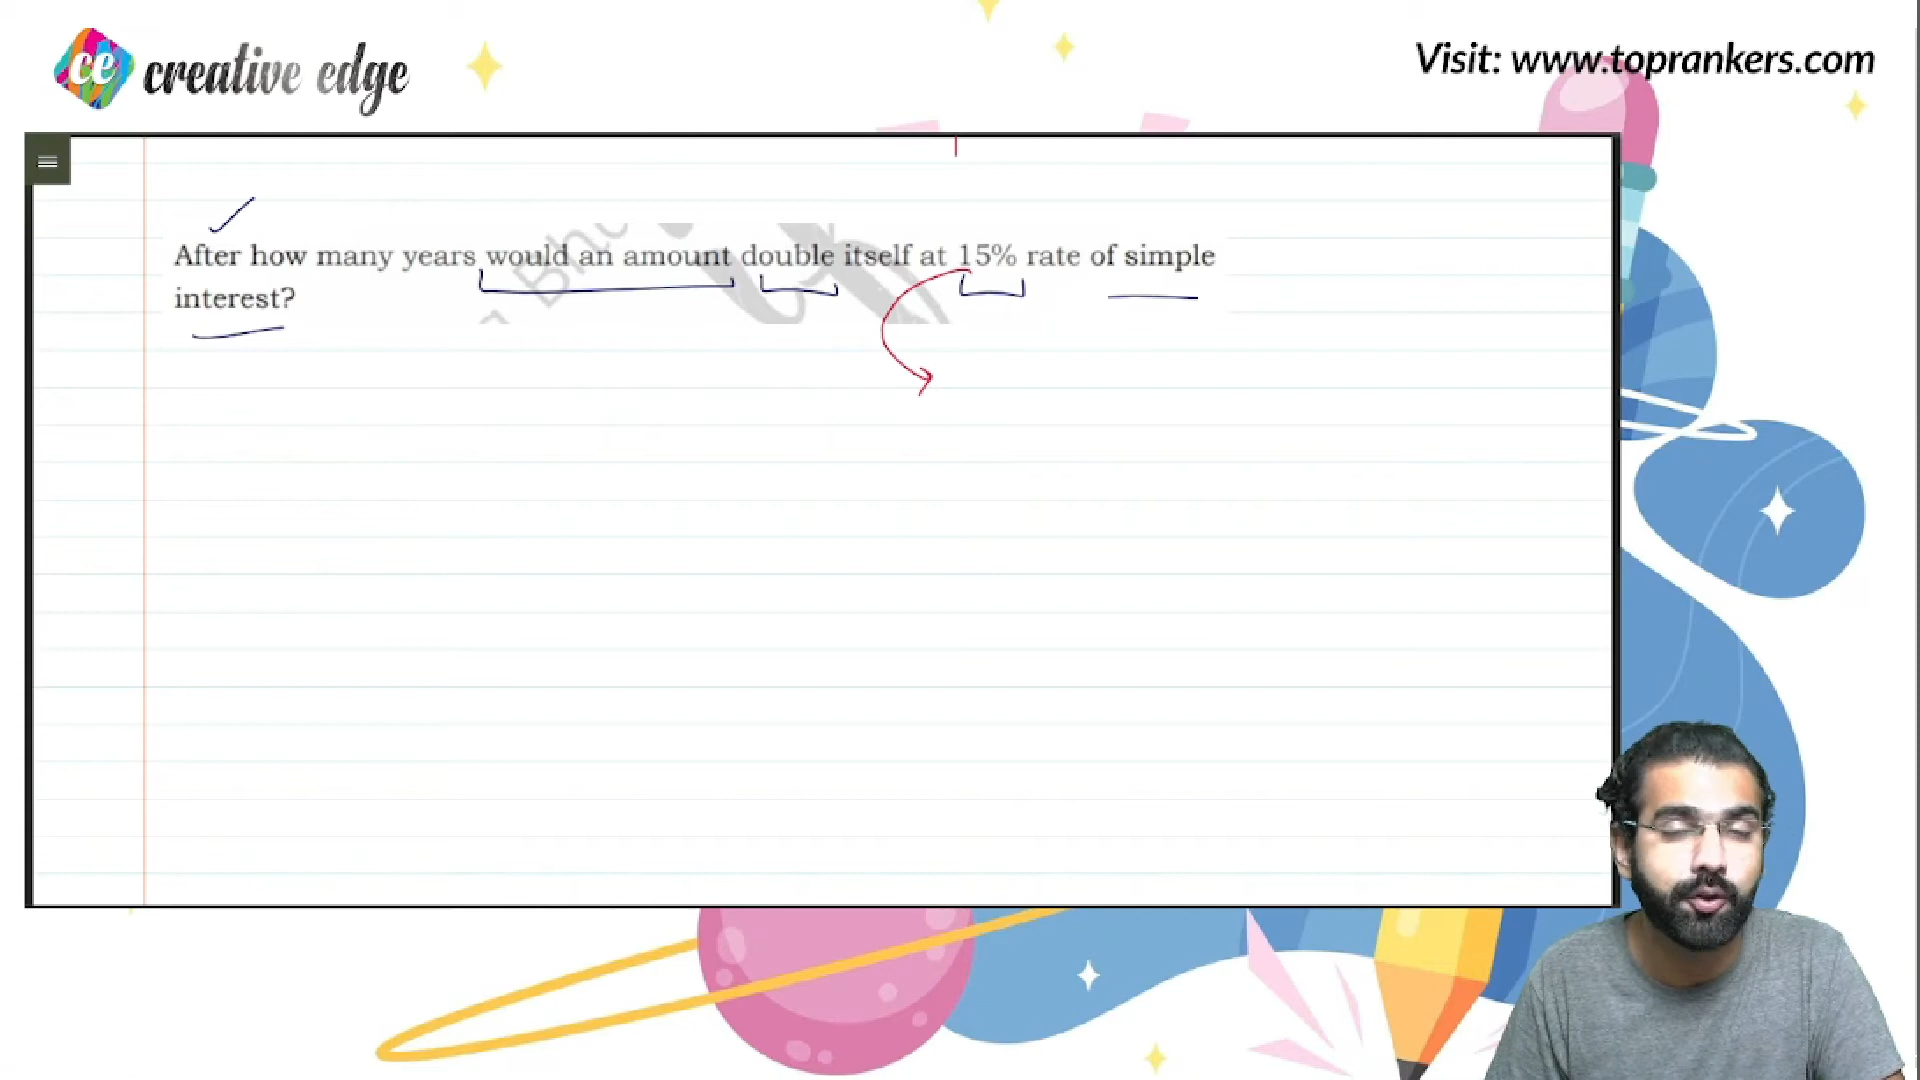 ce creative edge
Visit: www.toprankers.com
After how many years would an amount double itself at 15% rate of simple
interest?